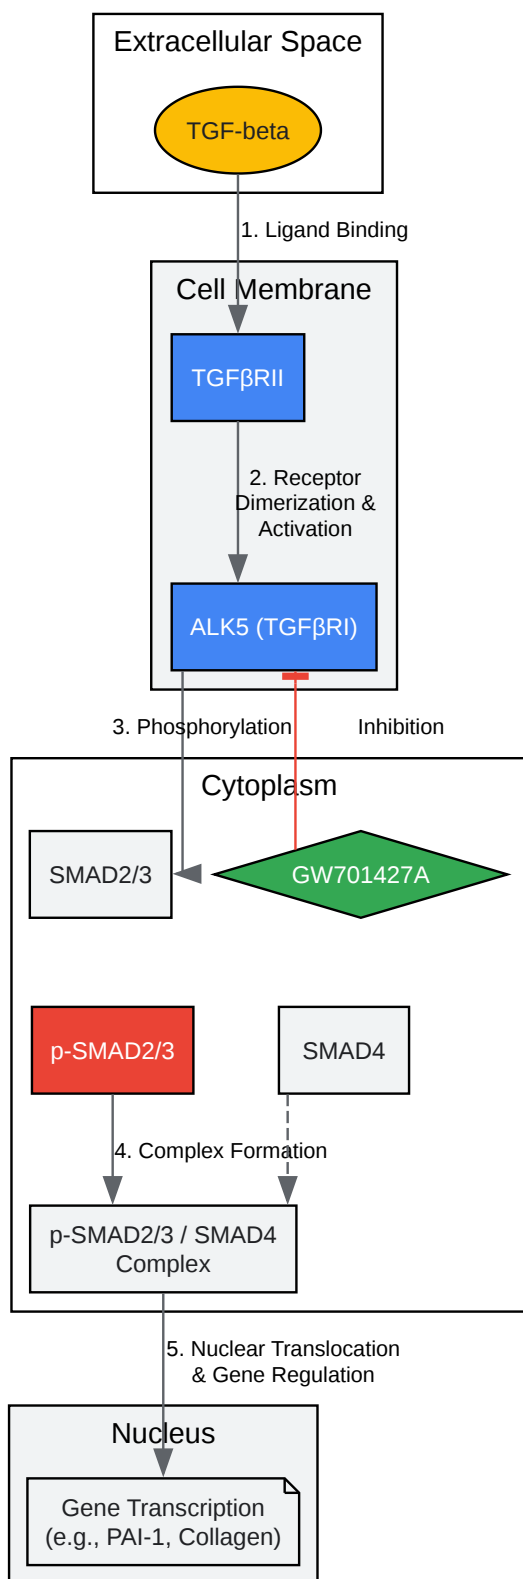 Extracellular Space
TGF-beta
1. Ligand Binding
Cell Membrane
TGFβRII
2. Receptor
Dimerization &
Activation
ALK5 (TGFβRI)
3. Phosphorylation
Inhibition
Cytoplasm
SMAD2/3
GW701427A
p-SMAD2/3
SMAD4
4. Complex Formation
p-SMAD2/3 / SMAD4
Complex
5. Nuclear Translocation
& Gene Regulation
Nucleus
Gene Transcription
(e.g., PAI-1, Collagen)